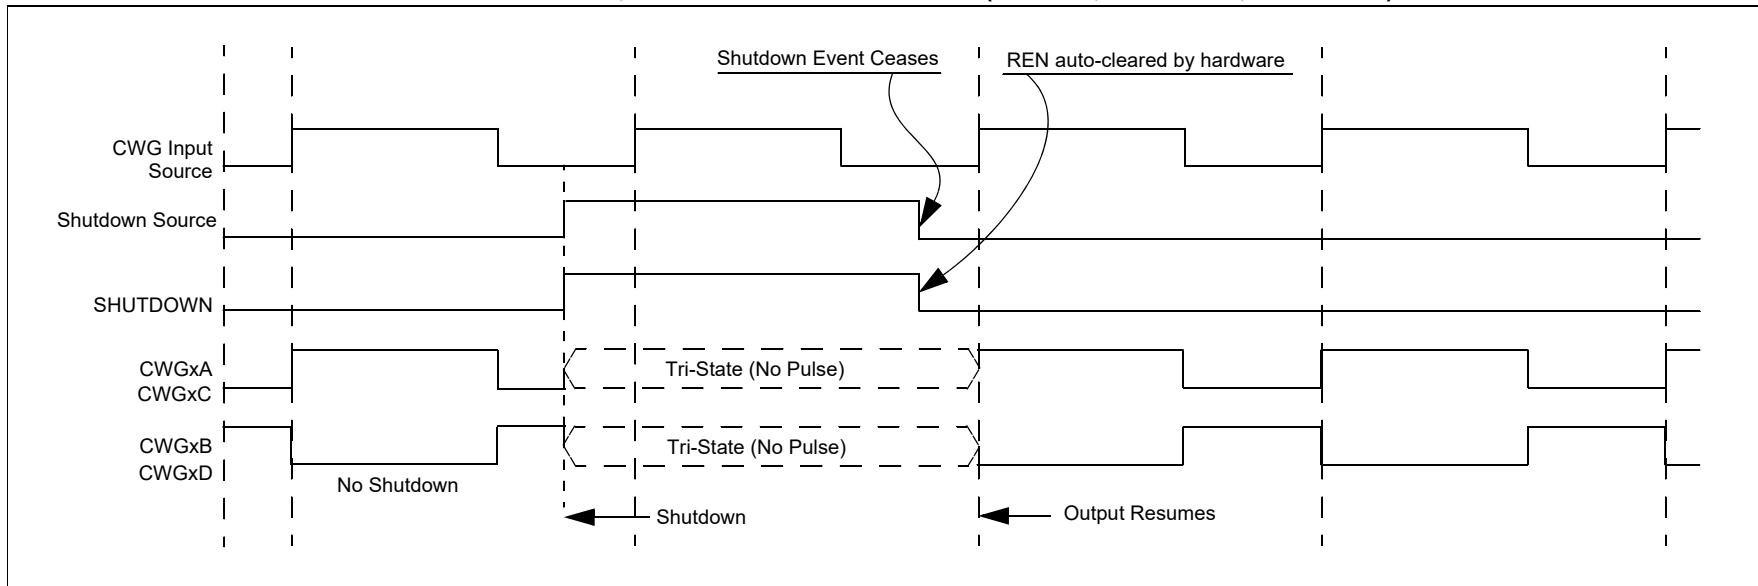 Shutdown Event Ceases
REN auto-cleared by hardware
CWG Input
Source
Shutdown Source
SHUTDOWN
CWGxA
CWGxC
Tri-State (No Pulse)
CWGxB
CWGxD
Tri-State (No Pulse)
No Shutdown
Shutdown
Output Resumes